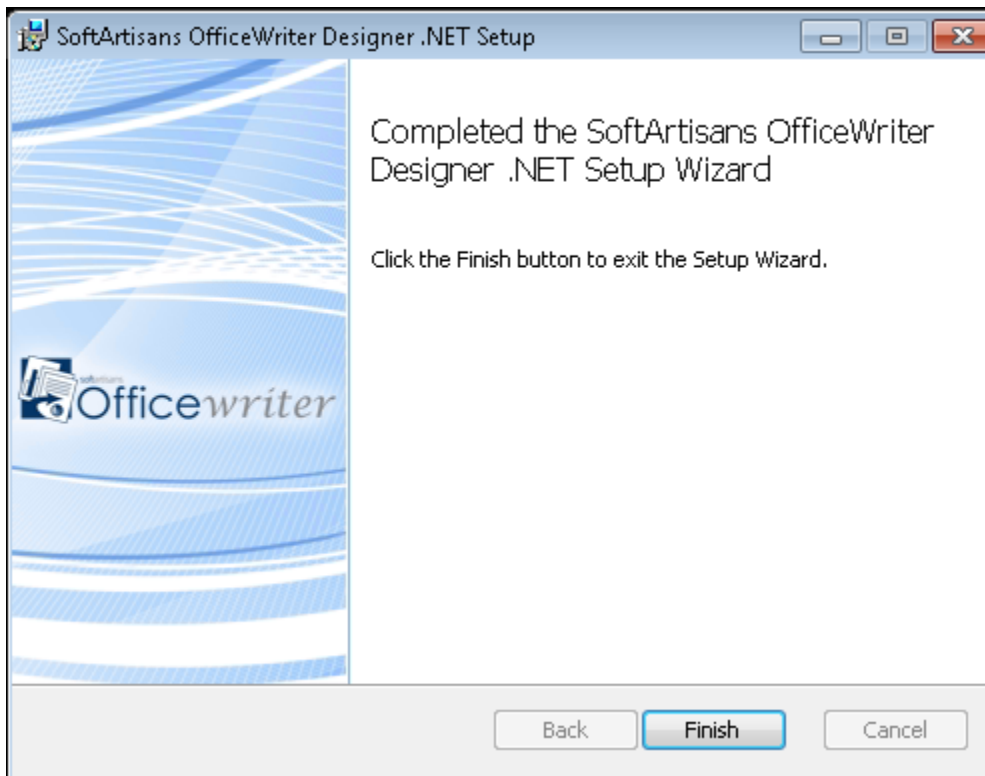 SoftArtisans OfficeWriter Designer .NET Setup
Completed the SoftArtisans OfficeWriter
Designer .NET Setup Wizard
Click the Finish button to exit the Setup Wizard.
softartisans
Officewriter
Back
Finish
Cancel